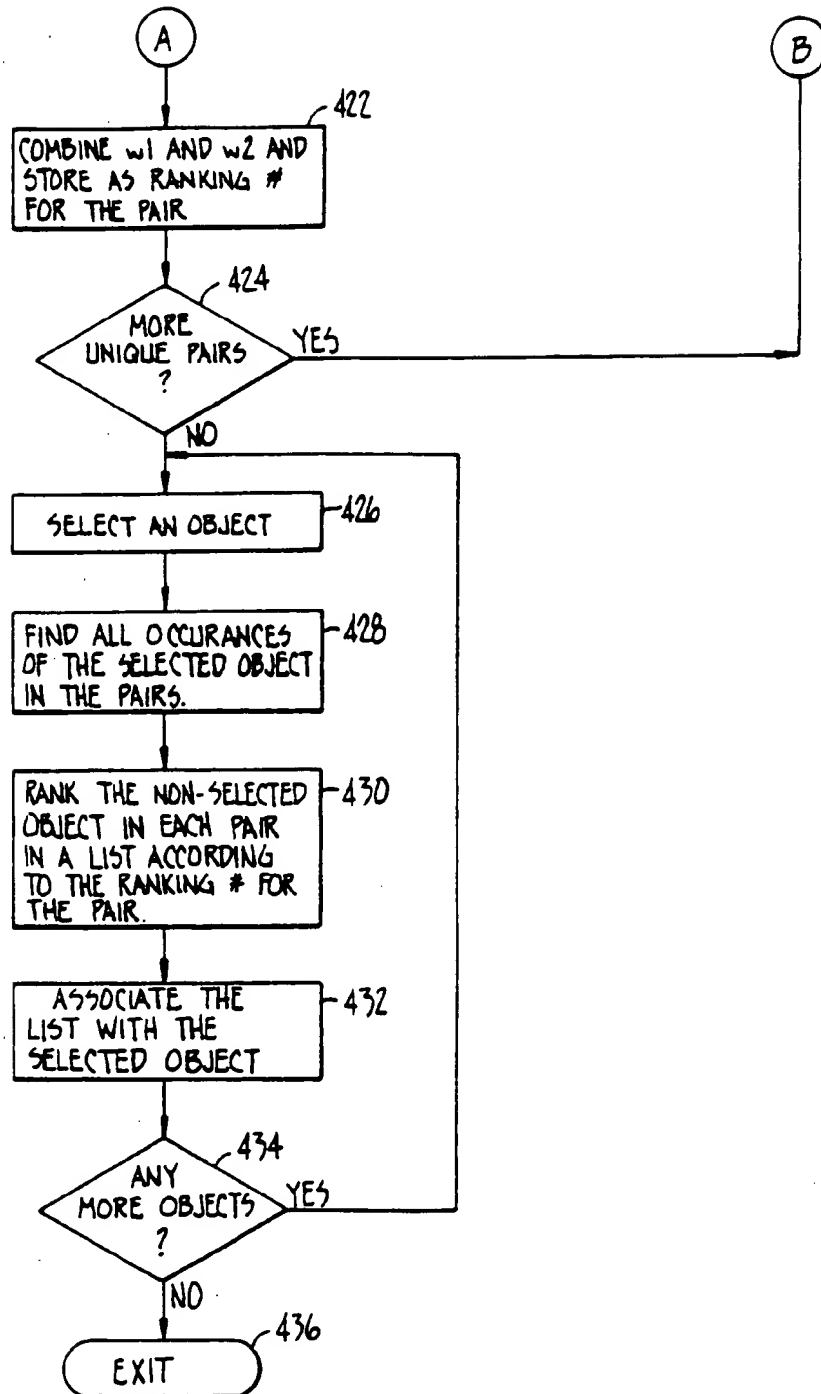 A
B
422
COMBINE w1 AND w2 AND
STORE AS RANKING #
FOR THE PAIR
424
MORE
UNIQUE PAIRS
?
YES
NO
SELECT AN OBJECT
426
FIND ALL OCCURANCES
OF THE SELECTED OBJECT
IN THE PAIRS.
428
RANK THE NON-SELECTED
OBJECT IN EACH PAIR
IN A LIST ACCORDING
TO THE RANKING # FOR
THE PAIR.
430
ASSOCIATE THE
LIST WITH THE
SELECTED OBJECT
432
434
ANY
MORE OBJECTS
?
YES
NO
436
EXIT